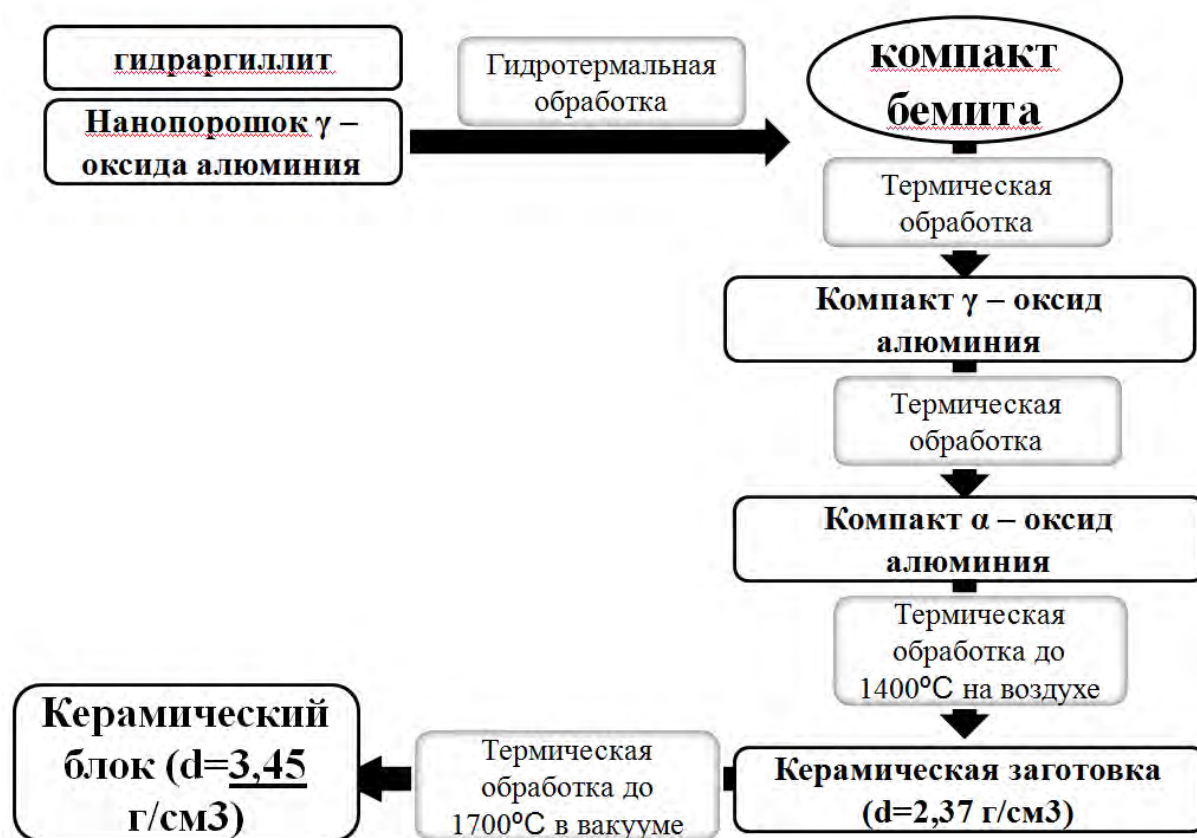 гидраргиллит
Нанопорошок γ –
оксида алюминия
Гидротермальная
обработка
компакт
бемита
Термическая
обработка
Компакт γ – оксид
алюминия
Термическая
обработка
Компакт α – оксид
алюминия
Термическая
обработка до
1400ºС на воздухе
Керамическая заготовка
(d=2,37 г/см3)
Термическая
обработка до
1700ºС в вакууме
Керамический
блок (d=3,45
г/см3)